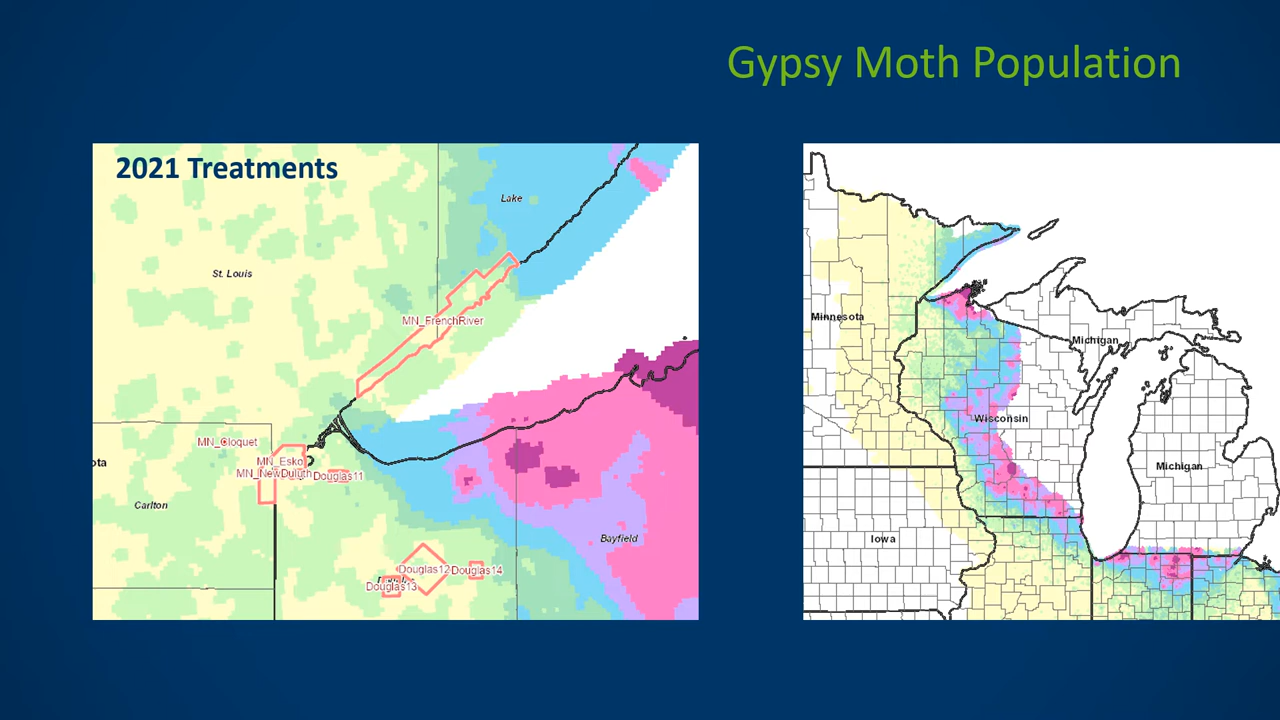 Gypsy Moth Population
2021 Treatments
Lake
St. Louis
MN_FrenchRiver
MN_Cloquet
MN_Esko
MN_NewDuluth
Douglas11
ota
Carlton
Bayfield
Douglas12
Douglas14
Douglas13
Minnesota
Michigan
Wisconsin
Michigan
Iowa